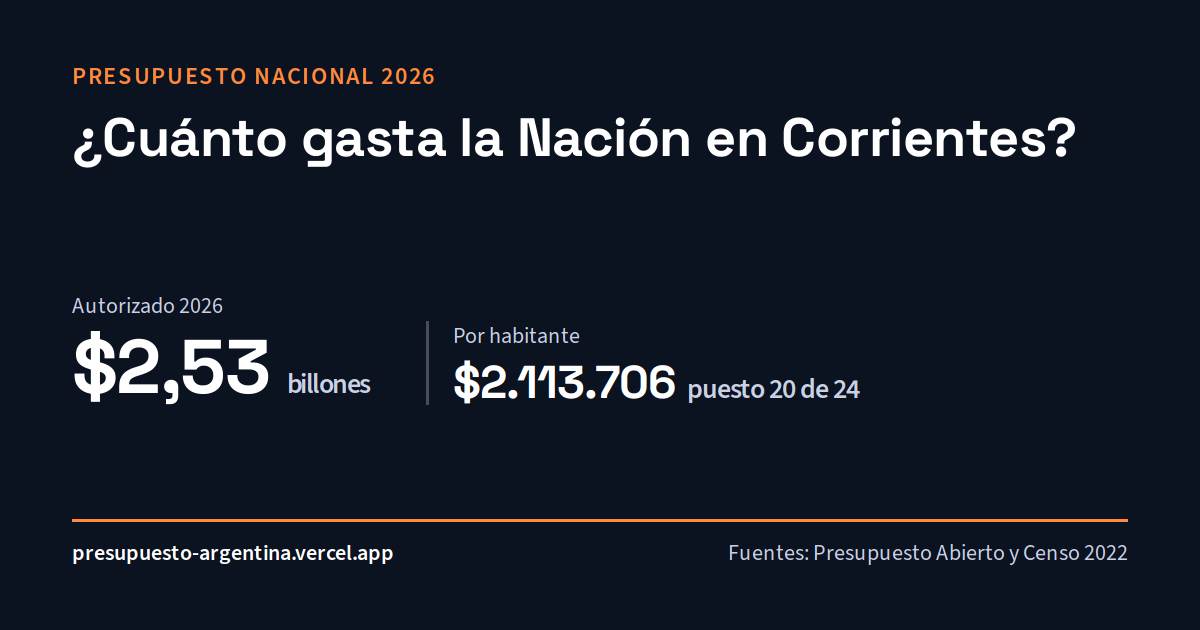 PRESUPUESTO NACIONAL 2026
¿Cuánto gasta la Nación en Corrientes?
Autorizado 2026
$2,53 billones
Por habitante
$2.113.706 puesto 20 de 24
presupuesto-argentina.vercel.app
Fuentes: Presupuesto Abierto y Censo 2022